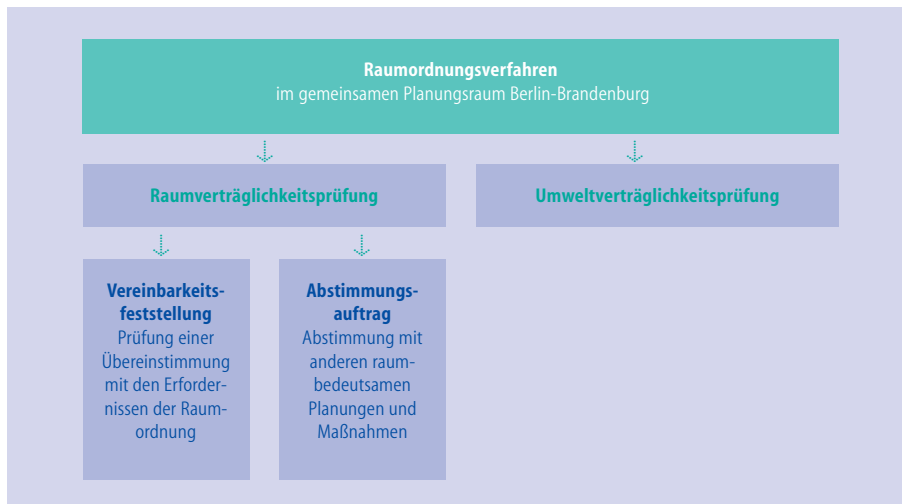 Raumordnungsverfahren
im gemeinsamen Planungsraum Berlin-Brandenburg
Raumverträglichkeitsprüfung
Umweltverträglichkeitsprüfung
Vereinbarkeits-
feststellung
Prüfung einer
Übereinstimmung
mit den Erforder-
nissen der Raum-
ordnung
Abstimmungs-
auftrag
Abstimmung mit
anderen raum-
bedeutsamen
Planungen und
Maßnahmen